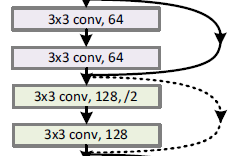 3x3 conv, 64
3x3 conv, 64
3x3 conv, 128, /2
3x3 conv, 128